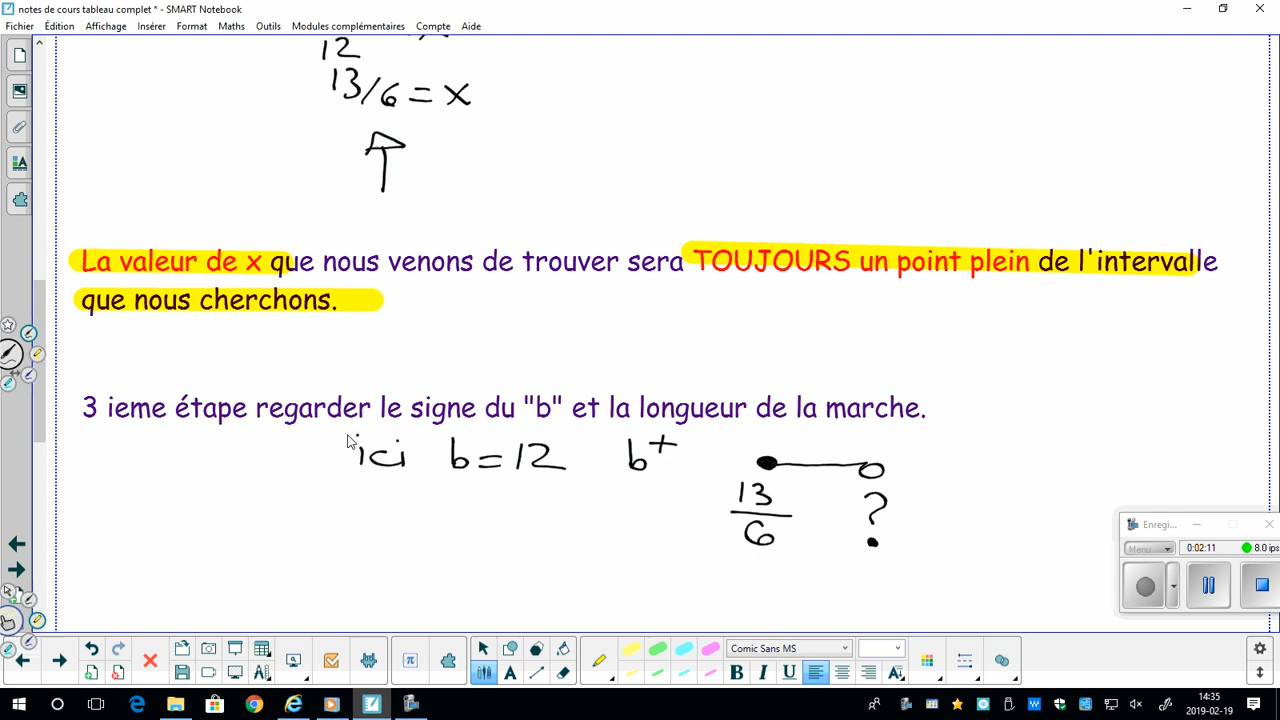 notes de cours tableau complet * - SMART Notebook
Fichier Édition Affichage Insérer Format Maths Outils Modules complémentaires Compte Aide
12
13/6 = x
La valeur de x que nous venons de trouver sera TOUJOURS un point plein de l'intervalle
que nous cherchons.
3 ieme étape regarder le signe du "b" et la longueur de la marche.
ici b = 12 b+
13
6
?
Enregi...
Menu
0:02:11
8.0 ips
Comic Sans MS
B I U
14:35
2019-02-19